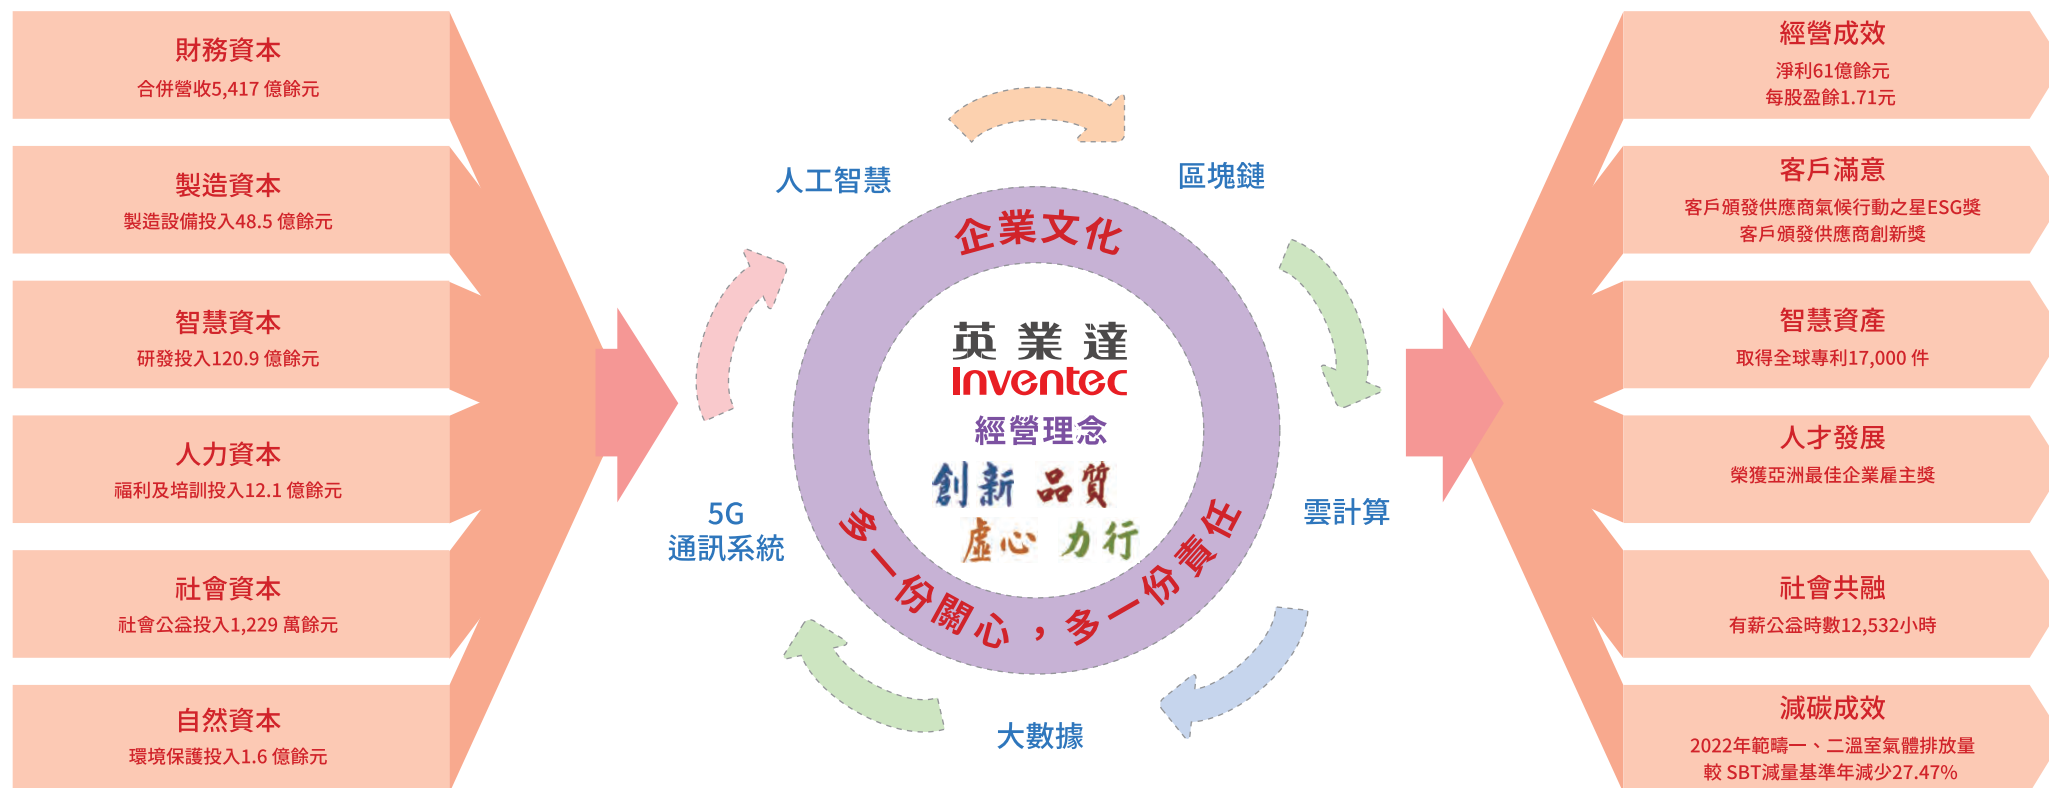 財務資本
合併營收5,417 億餘元
製造資本
製造設備投入48.5 億餘元
智慧資本
研發投入120.9 億餘元
人力資本
福利及培訓投入12.1 億餘元
社會資本
社會公益投入1,229 萬餘元
自然資本
環境保護投入1.6 億餘元
人工智慧
區塊鏈
雲計算
大數據
5G
通訊系統
企業文化
英業達
Inventec
經營理念
創新 品質
虛心 力行
多一份關心，多一份責任
經營成效
淨利61億餘元
每股盈餘1.71元
客戶滿意
客戶頒發供應商氣候行動之星ESG獎
客戶頒發供應商創新獎
智慧資產
取得全球專利17,000 件
人才發展
榮獲亞洲最佳企業雇主獎
社會共融
有薪公益時數12,532小時
減碳成效
2022年範疇一、二溫室氣體排放量
較 SBT減量基準年減少27.47%